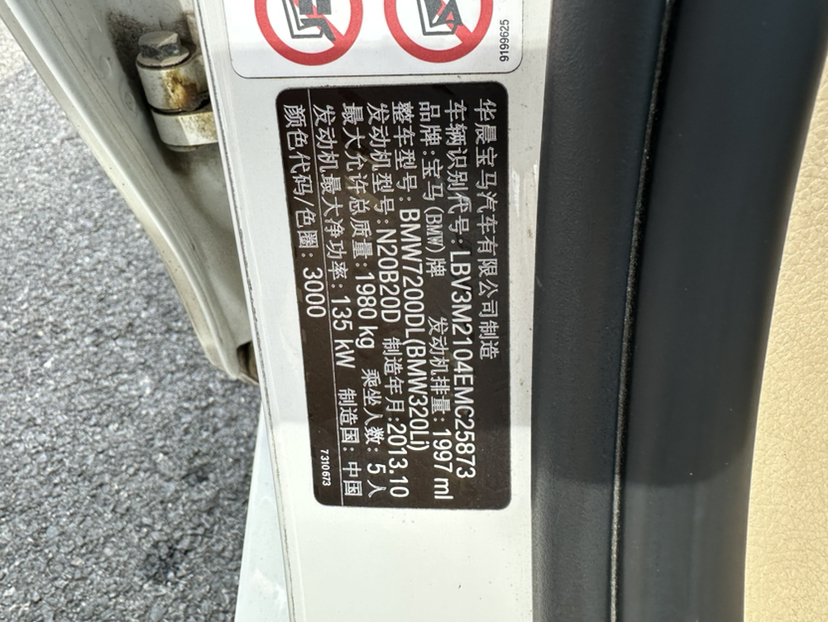 9199625
华晨宝马汽车有限公司制造
车辆识别代号:LBV3M2104EMC25873
品牌:宝马(BMW)牌 发动机排量:1997 ml
整车型号: BMW7200DL(BMW320Li)
发动机型号: N20B20D 制造年月:2013.10
最大允许总质量:1980 kg 乘坐人数: 5 人
发动机最大净功率: 135 kW 制造国: 中国
颜色代码/色圈: 3000
7 310 673